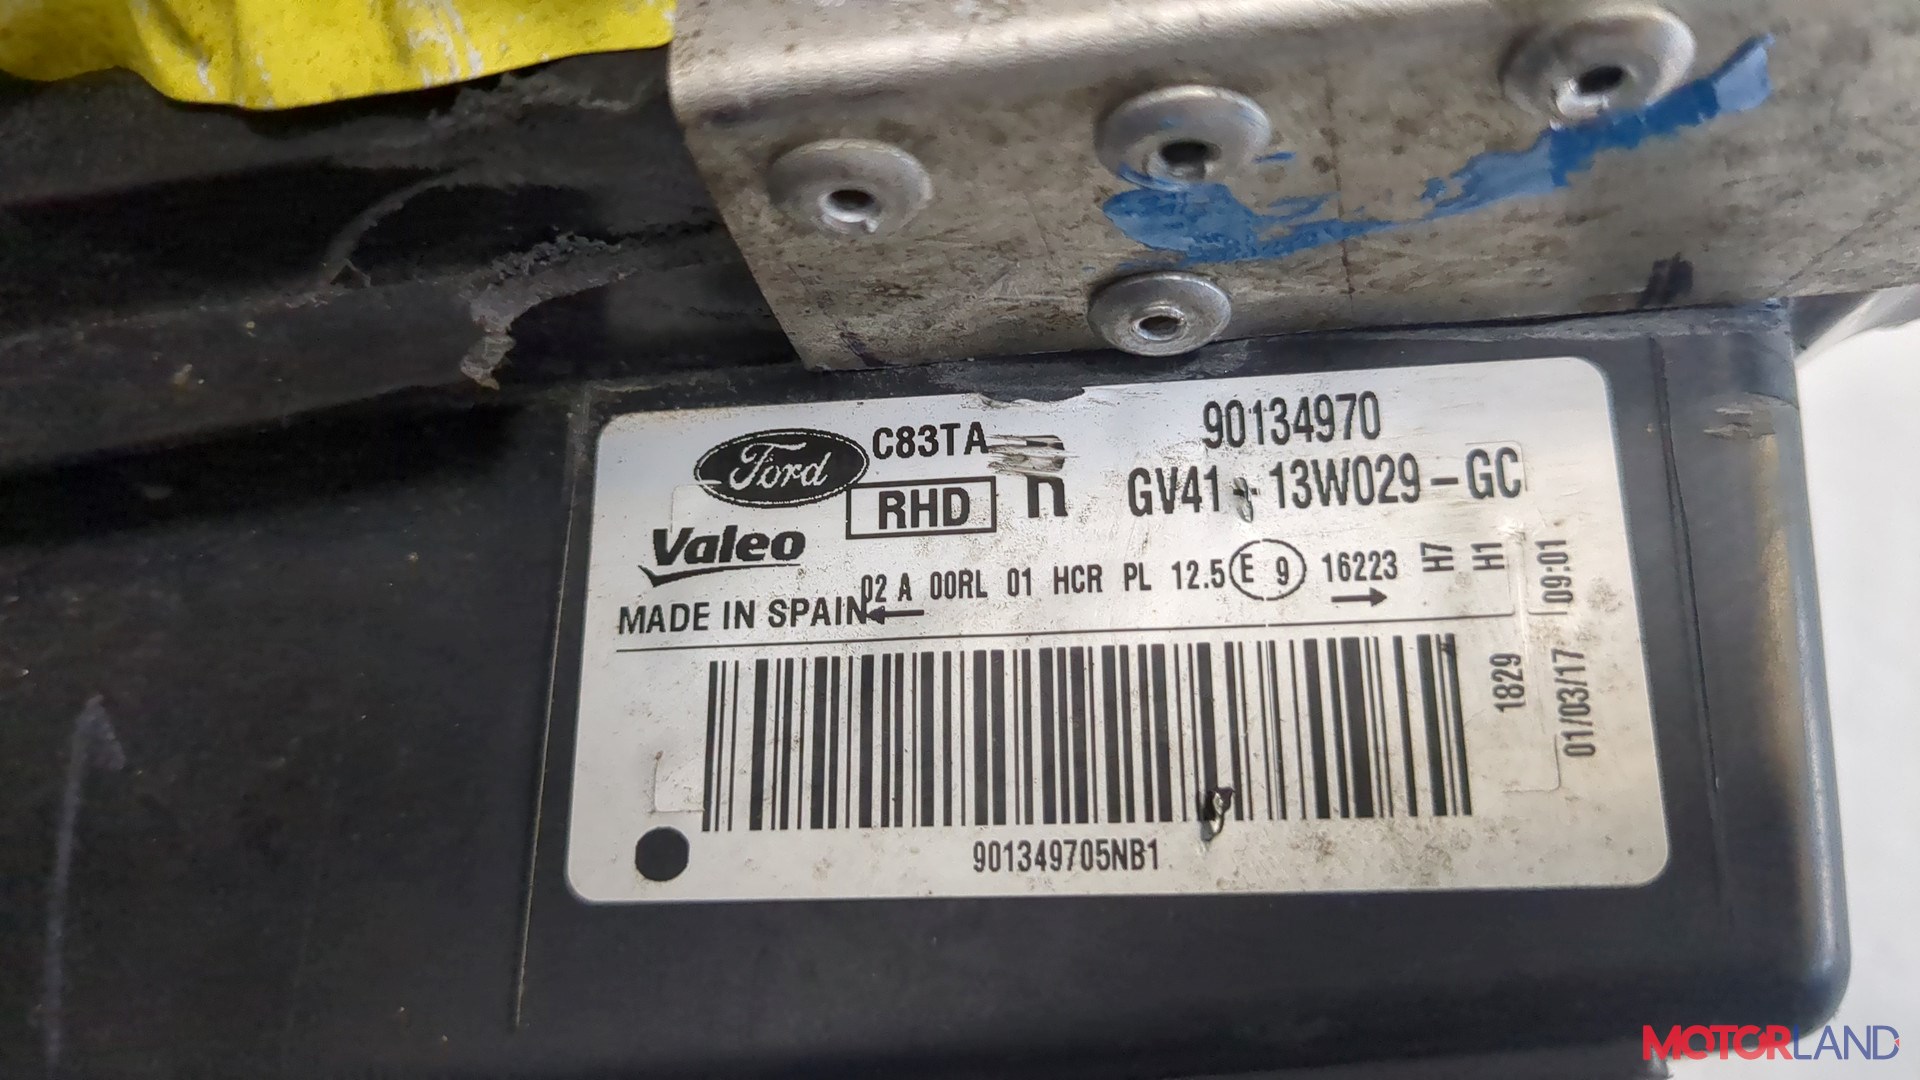 Ford
C83TA
90134970
RHD
GV41 - 13W029 - GC
Valeo
02 A 00RL 01 HCR PL 12.5 E 9 16223 H7 H1
MADE IN SPAIN
09:01
1829
01/03/17
901349705NB1
MOTORLAND